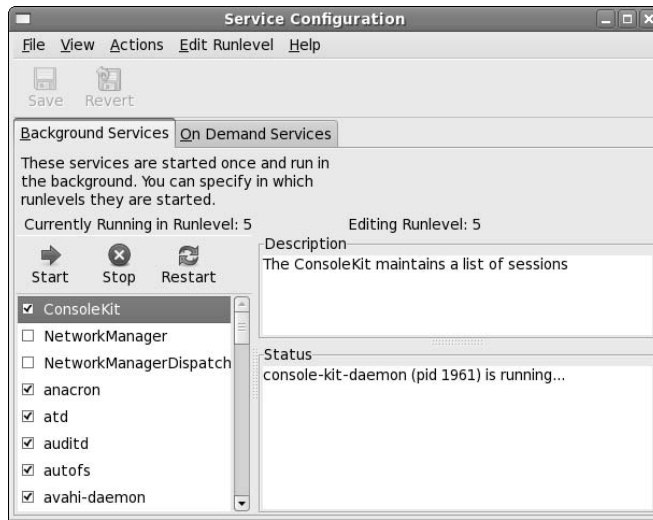 Service Configuration
File View Actions Edit Runlevel Help
Save Revert
Background Services On Demand Services
These services are started once and run in
the background. You can specify in which
runlevels they are started.
Currently Running in Runlevel: 5 Editing Runlevel: 5
Start Stop Restart
Description
The ConsoleKit maintains a list of sessions
ConsoleKit
NetworkManager
NetworkManagerDispatch
anacron
atd
auditd
autofs
avahi-daemon
Status
console-kit-daemon (pid 1961) is running...